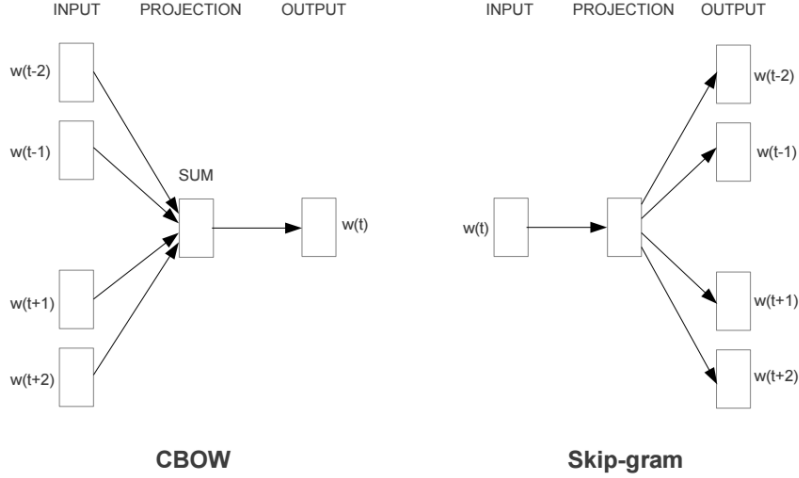 INPUT PROJECTION OUTPUT
w(t-2)
w(t-1)
SUM
w(t)
w(t+1)
w(t+2)
CBOW
INPUT PROJECTION OUTPUT
w(t-2)
w(t-1)
w(t)
w(t+1)
w(t+2)
Skip-gram